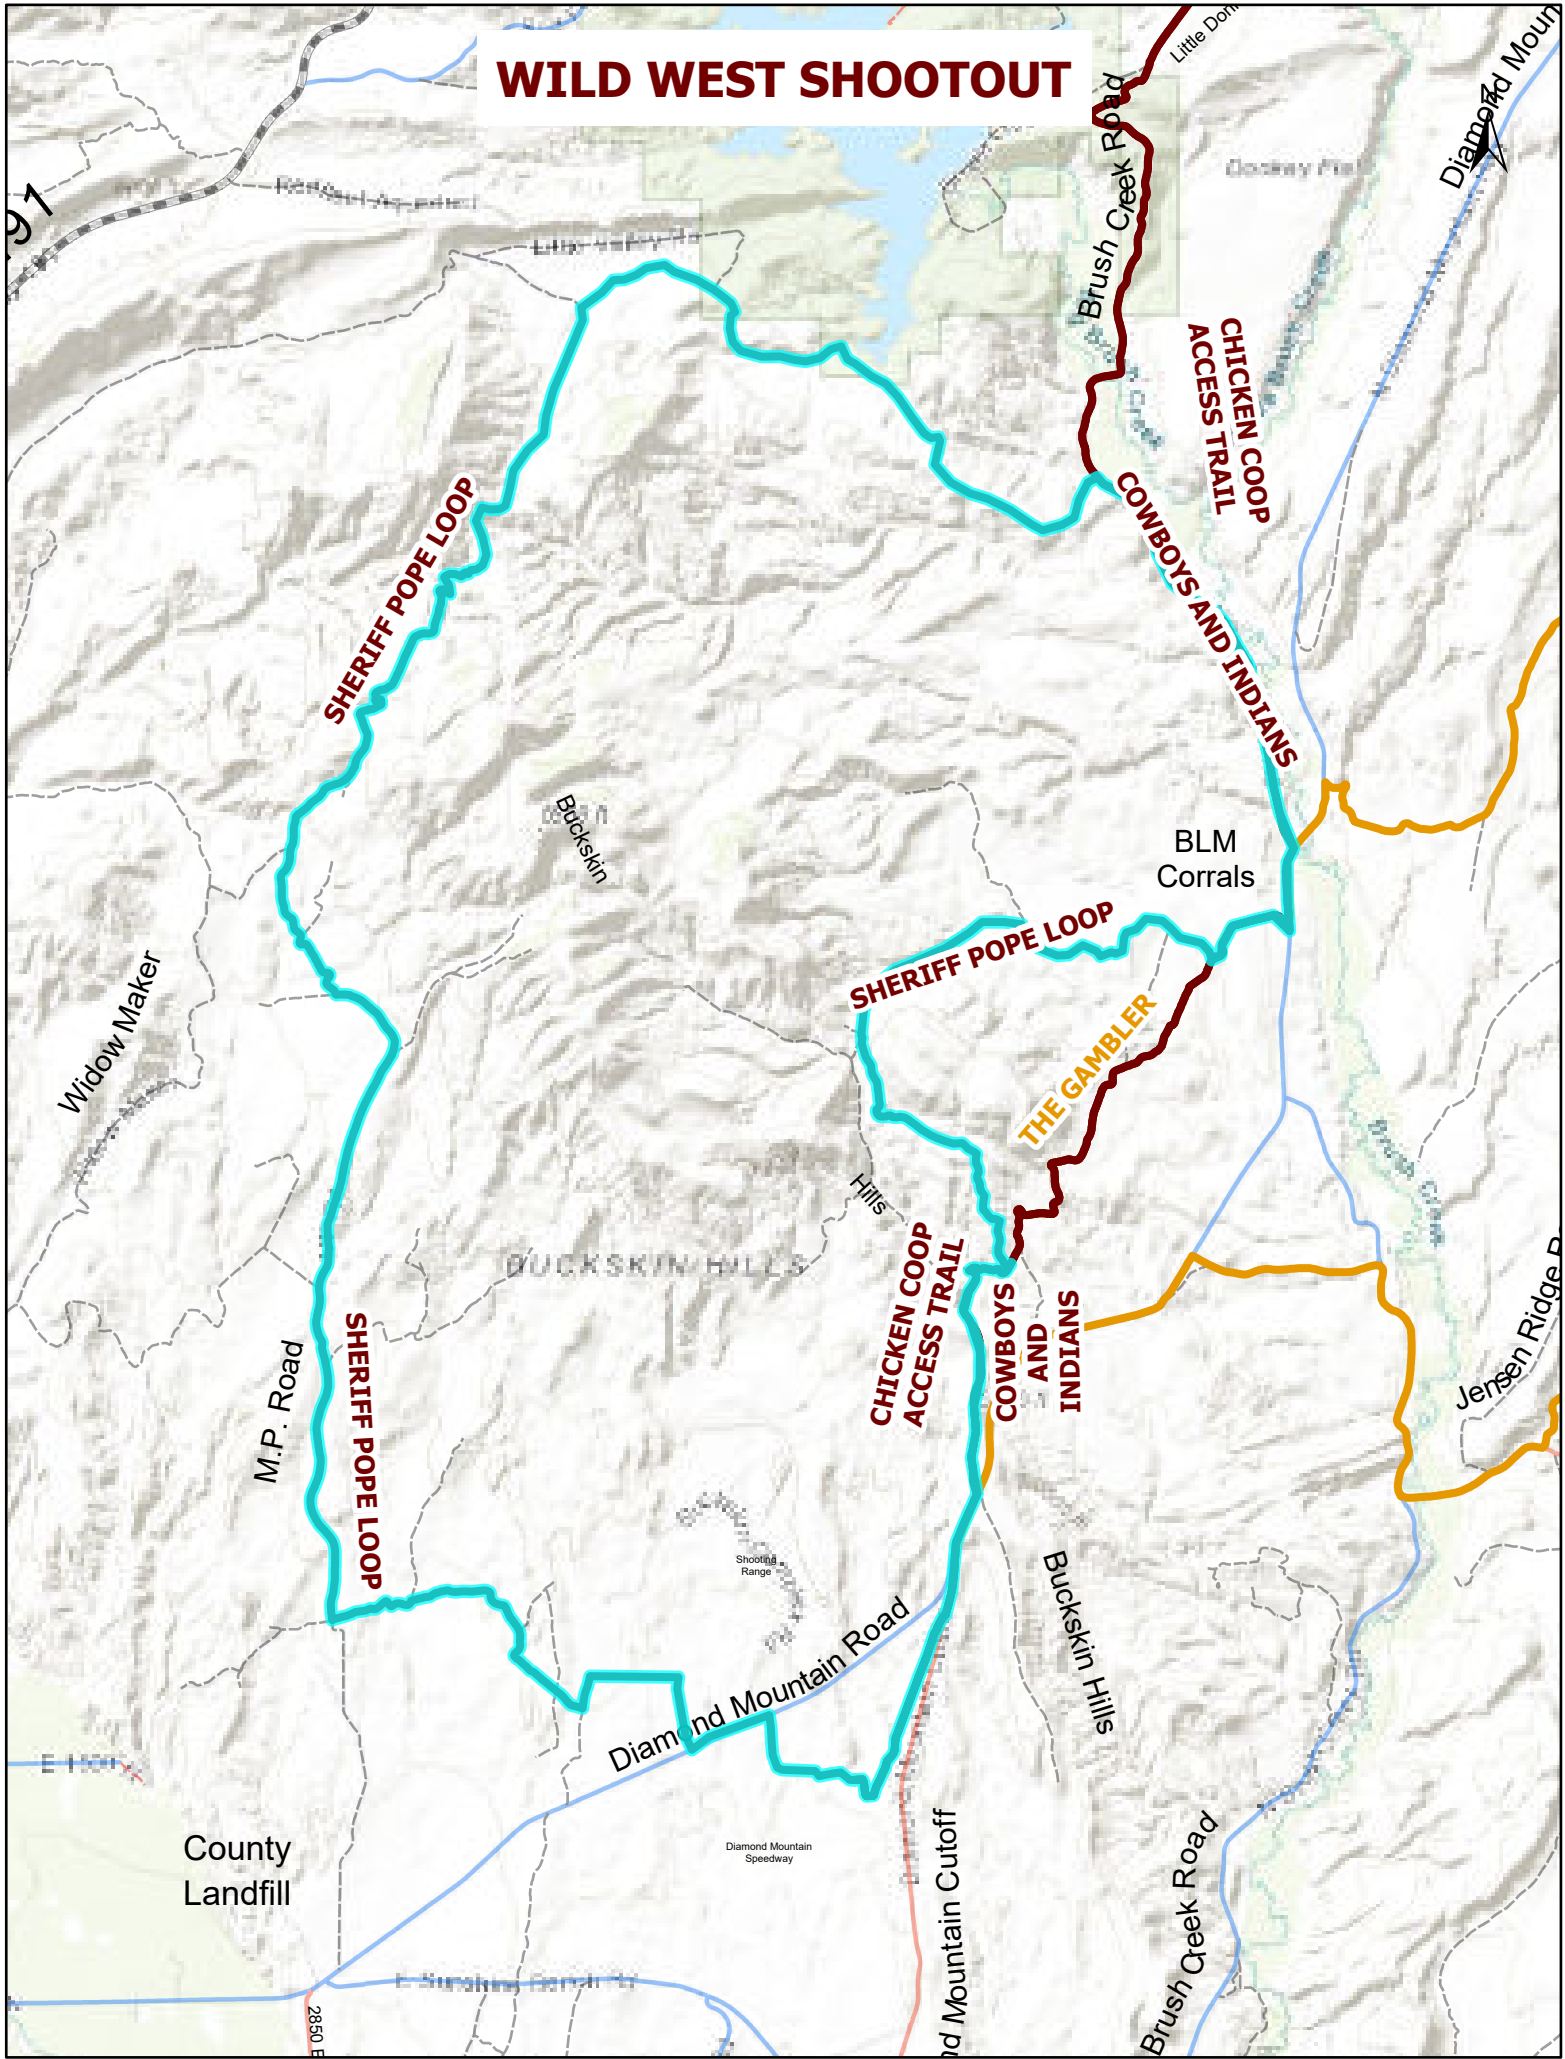 WILD WEST SHOOTOUT
Brush Creek Road
191
CHICKEN COOP
ACCESS TRAIL
SHERIFF POPE LOOP
COWBOYS AND INDIANS
Buckskin
BLM
Corrals
SHERIFF POPE LOOP
Widow Maker
THE GAMBLER
Hills
BUCKSKIN HILLS
CHICKEN COOP
ACCESS TRAIL
COWBOYS
AND
INDIANS
M.P. Road
SHERIFF POPE LOOP
Shooting
Range
Diamond Mountain Road
Buckskin Hills
County
Landfill
Diamond Mountain
Speedway
Mountain Cutoff
Brush Creek Road
Jensen Ridge
2850 E
Diamond
Little